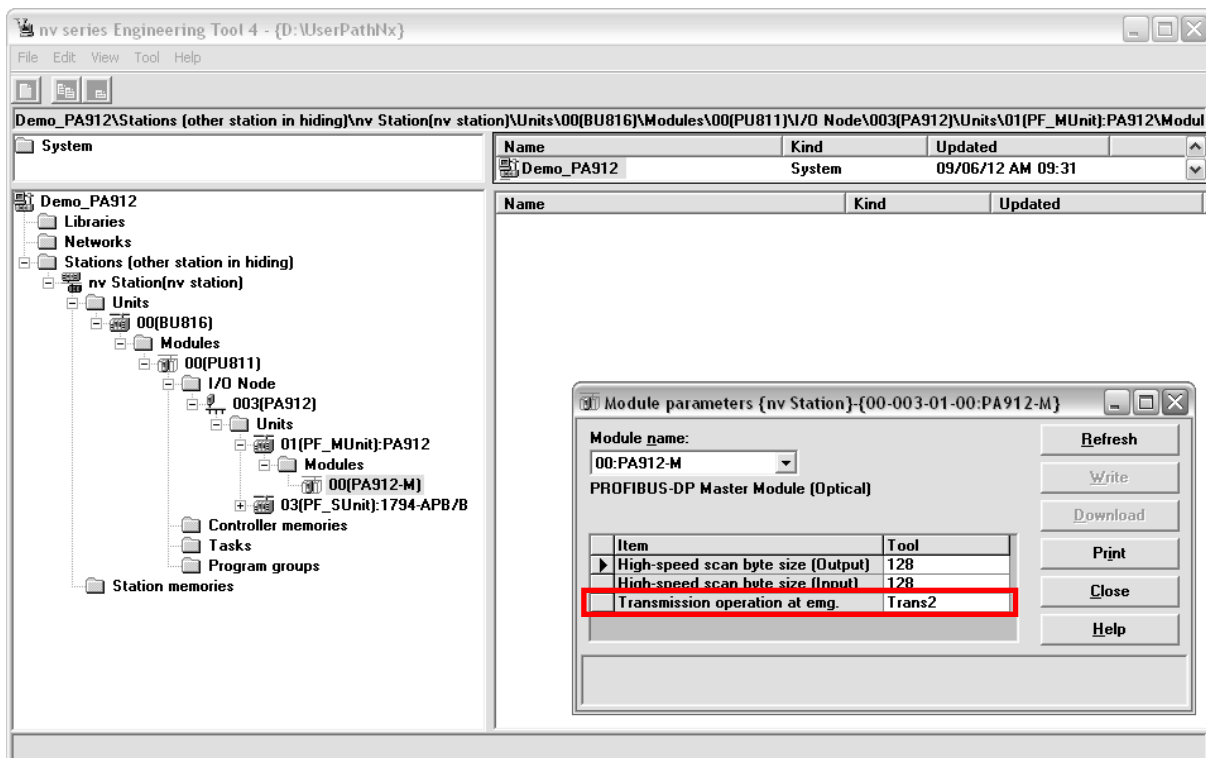 nv series Engineering Tool 4 - {D:\UserPathNx}
File Edit View Tool Help
Demo_PA912\Stations (other station in hiding)\nv Station(nv station)\Units\00(BU816)\Modules\00(PU811)\I/O Node\003(PA912)\Units\01(PF_MUnit):PA912\Modul
System
Name Kind Updated
Demo_PA912 System 09/06/12 AM 09:31
Demo_PA912
Libraries
Networks
Stations (other station in hiding)
nv Station(nv station)
Units
00(BU816)
Modules
00(PU811)
I/O Node
003(PA912)
Units
01(PF_MUnit):PA912
Modules
00(PA912-M)
03(PF_SUnit):1794-APB/B
Controller memories
Tasks
Program groups
Station memories
Name Kind Updated
Module parameters {nv Station}-{00-003-01-00:PA912-M}
Module name:
00:PA912-M
PROFIBUS-DP Master Module (Optical)
Item Tool
High-speed scan byte size (Output) 128
High-speed scan byte size (Input) 128
Transmission operation at emg. Trans2
Refresh
Write
Download
Print
Close
Help